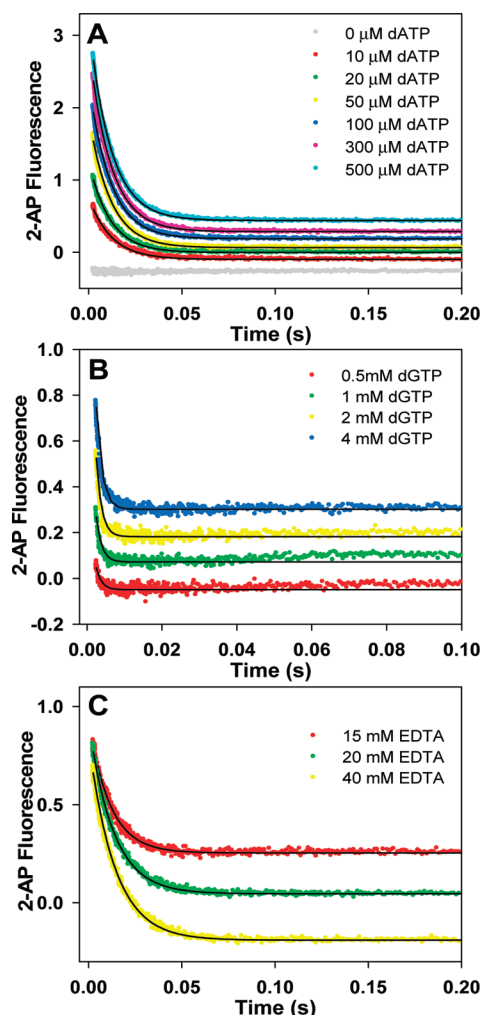 A
3
2
1
0
2-AP Fluorescence
0 μM dATP
10 μM dATP
20 μM dATP
50 μM dATP
100 μM dATP
300 μM dATP
500 μM dATP
0.00 0.05 0.10 0.15 0.20
Time (s)
B
1.0
0.8
0.6
0.4
0.2
0.0
-0.2
2-AP Fluorescence
0.5mM dGTP
1 mM dGTP
2 mM dGTP
4 mM dGTP
0.00 0.02 0.04 0.06 0.08 0.10
Time (s)
C
1.0
0.5
0.0
2-AP Fluorescence
15 mM EDTA
20 mM EDTA
40 mM EDTA
0.00 0.05 0.10 0.15 0.20
Time (s)